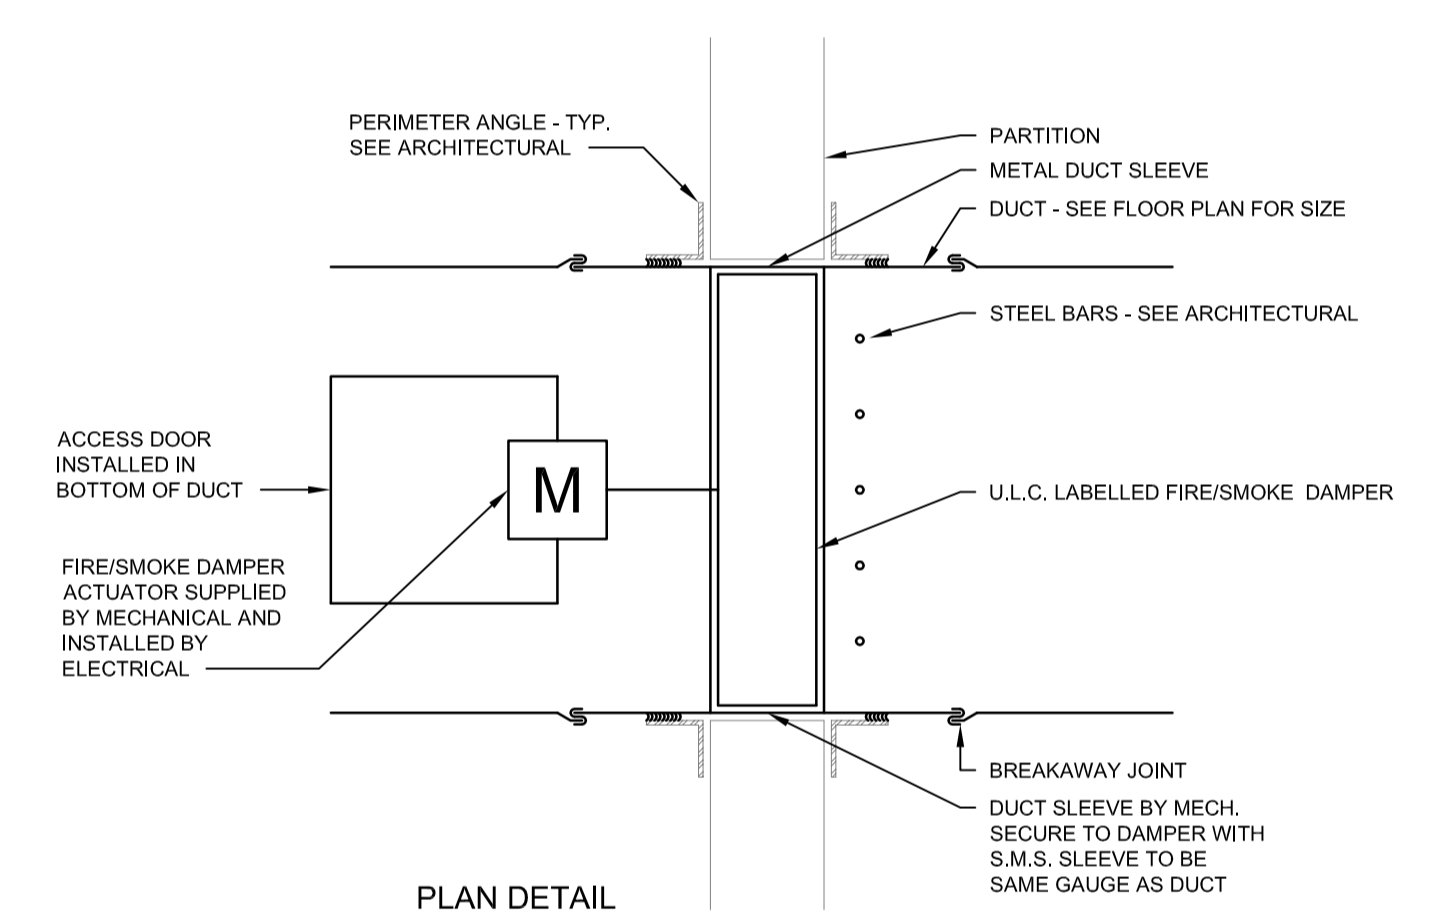 PERIMETER ANGLE - TYP.
SEE ARCHITECTURAL
PARTITION
METAL DUCT SLEEVE
DUCT - SEE FLOOR PLAN FOR SIZE
STEEL BARS - SEE ARCHITECTURAL
ACCESS DOOR
INSTALLED IN
BOTTOM OF DUCT
M
U.L.C. LABELLED FIRE/SMOKE DAMPER
FIRE/SMOKE DAMPER
ACTUATOR SUPPLIED
BY MECHANICAL AND
INSTALLED BY
ELECTRICAL
BREAKAWAY JOINT
DUCT SLEEVE BY MECH.
SECURE TO DAMPER WITH
S.M.S. SLEEVE TO BE
SAME GAUGE AS DUCT
PLAN DETAIL